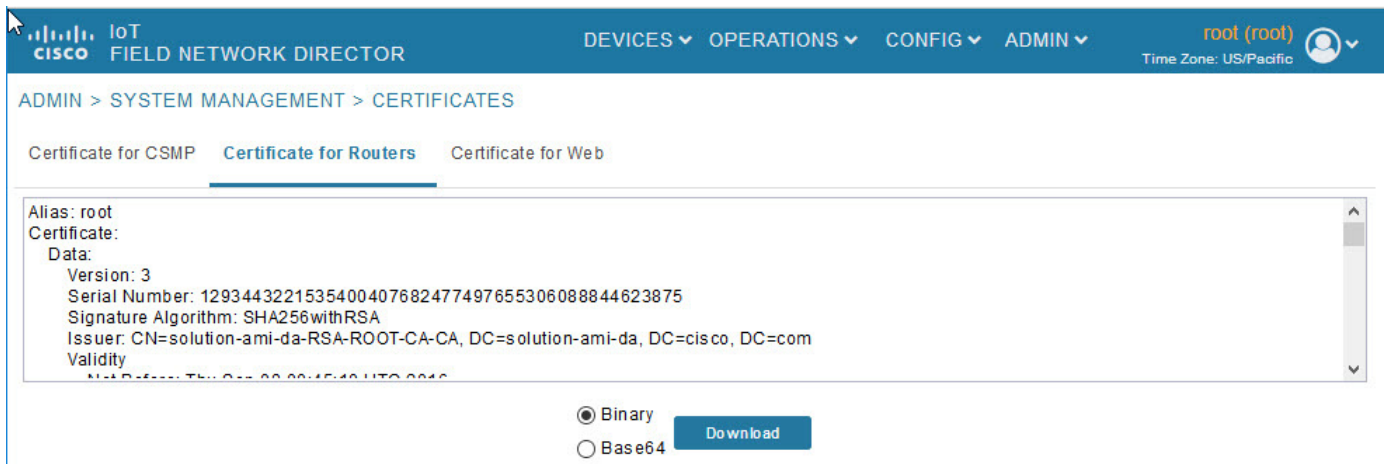 IoT
CISCO FIELD NETWORK DIRECTOR
DEVICES OPERATIONS CONFIG ADMIN
root (root)
Time Zone: US/Pacific
ADMIN > SYSTEM MANAGEMENT > CERTIFICATES
Certificate for CSMP Certificate for Routers Certificate for Web
Alias: root
Certificate:
Data:
Version: 3
Serial Number: 129344322153540040768247749765530608884462387​5
Signature Algorithm: SHA256withRSA
Issuer: CN=solution-ami-da-RSA-ROOT-CA-CA, DC=solution-ami-da, DC=cisco, DC=com
Validity
Binary
Download
Base64